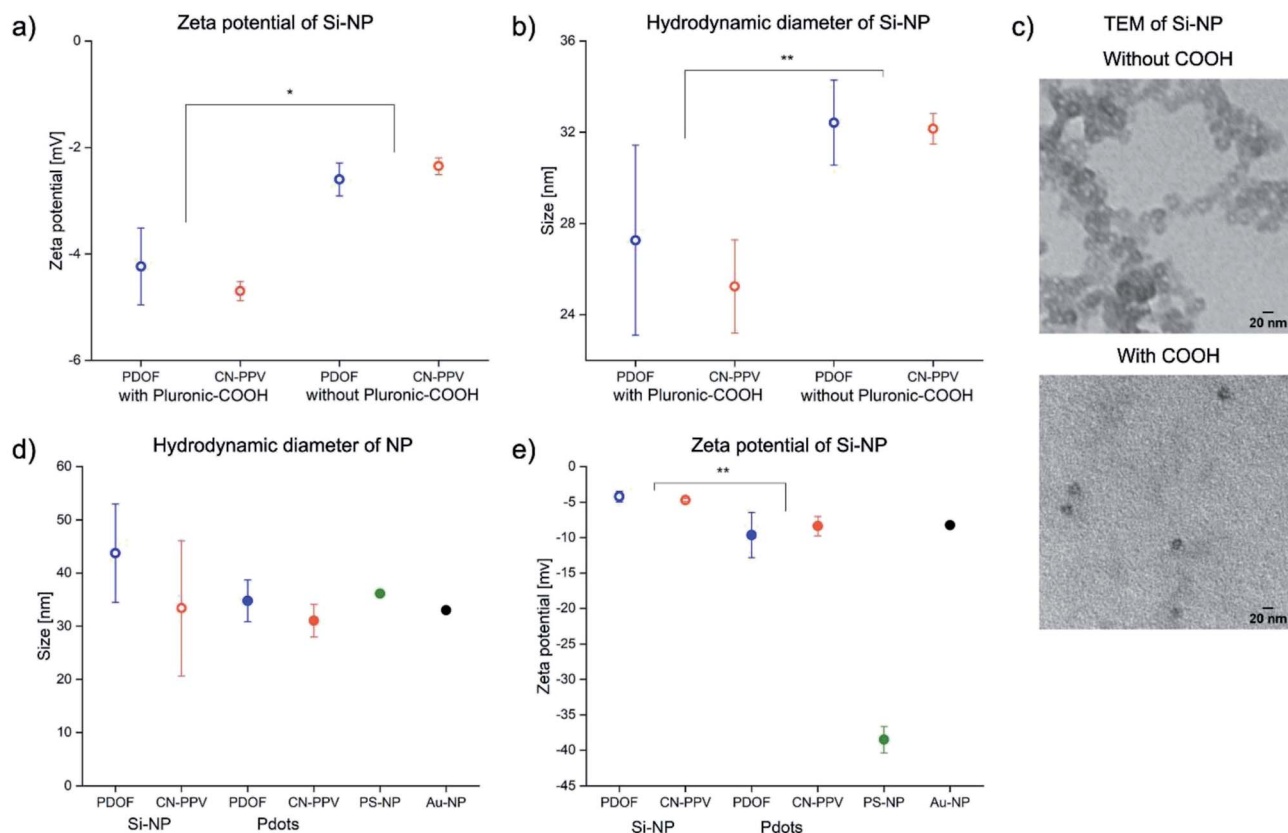 a)
Zeta potential of Si-NP
0
-2
-4
-6
Zeta potential [mV]
*
PDOF
CN-PPV
PDOF
CN-PPV
with Pluronic-COOH
without Pluronic-COOH
b)
Hydrodynamic diameter of Si-NP
36
32
28
24
Size [nm]
**
PDOF
CN-PPV
PDOF
CN-PPV
with Pluronic-COOH
without Pluronic-COOH
c)
TEM of Si-NP
Without COOH
20 nm
With COOH
20 nm
d)
Hydrodynamic diameter of NP
60
50
40
30
20
10
0
Size [nm]
PDOF
CN-PPV
PDOF
CN-PPV
PS-NP
Au-NP
Si-NP
Pdots
e)
Zeta potential of Si-NP
0
-5
-10
-15
-20
-25
-30
-35
-40
-45
Zeta potential [mv]
**
PDOF
CN-PPV
PDOF
CN-PPV
PS-NP
Au-NP
Si-NP
Pdots